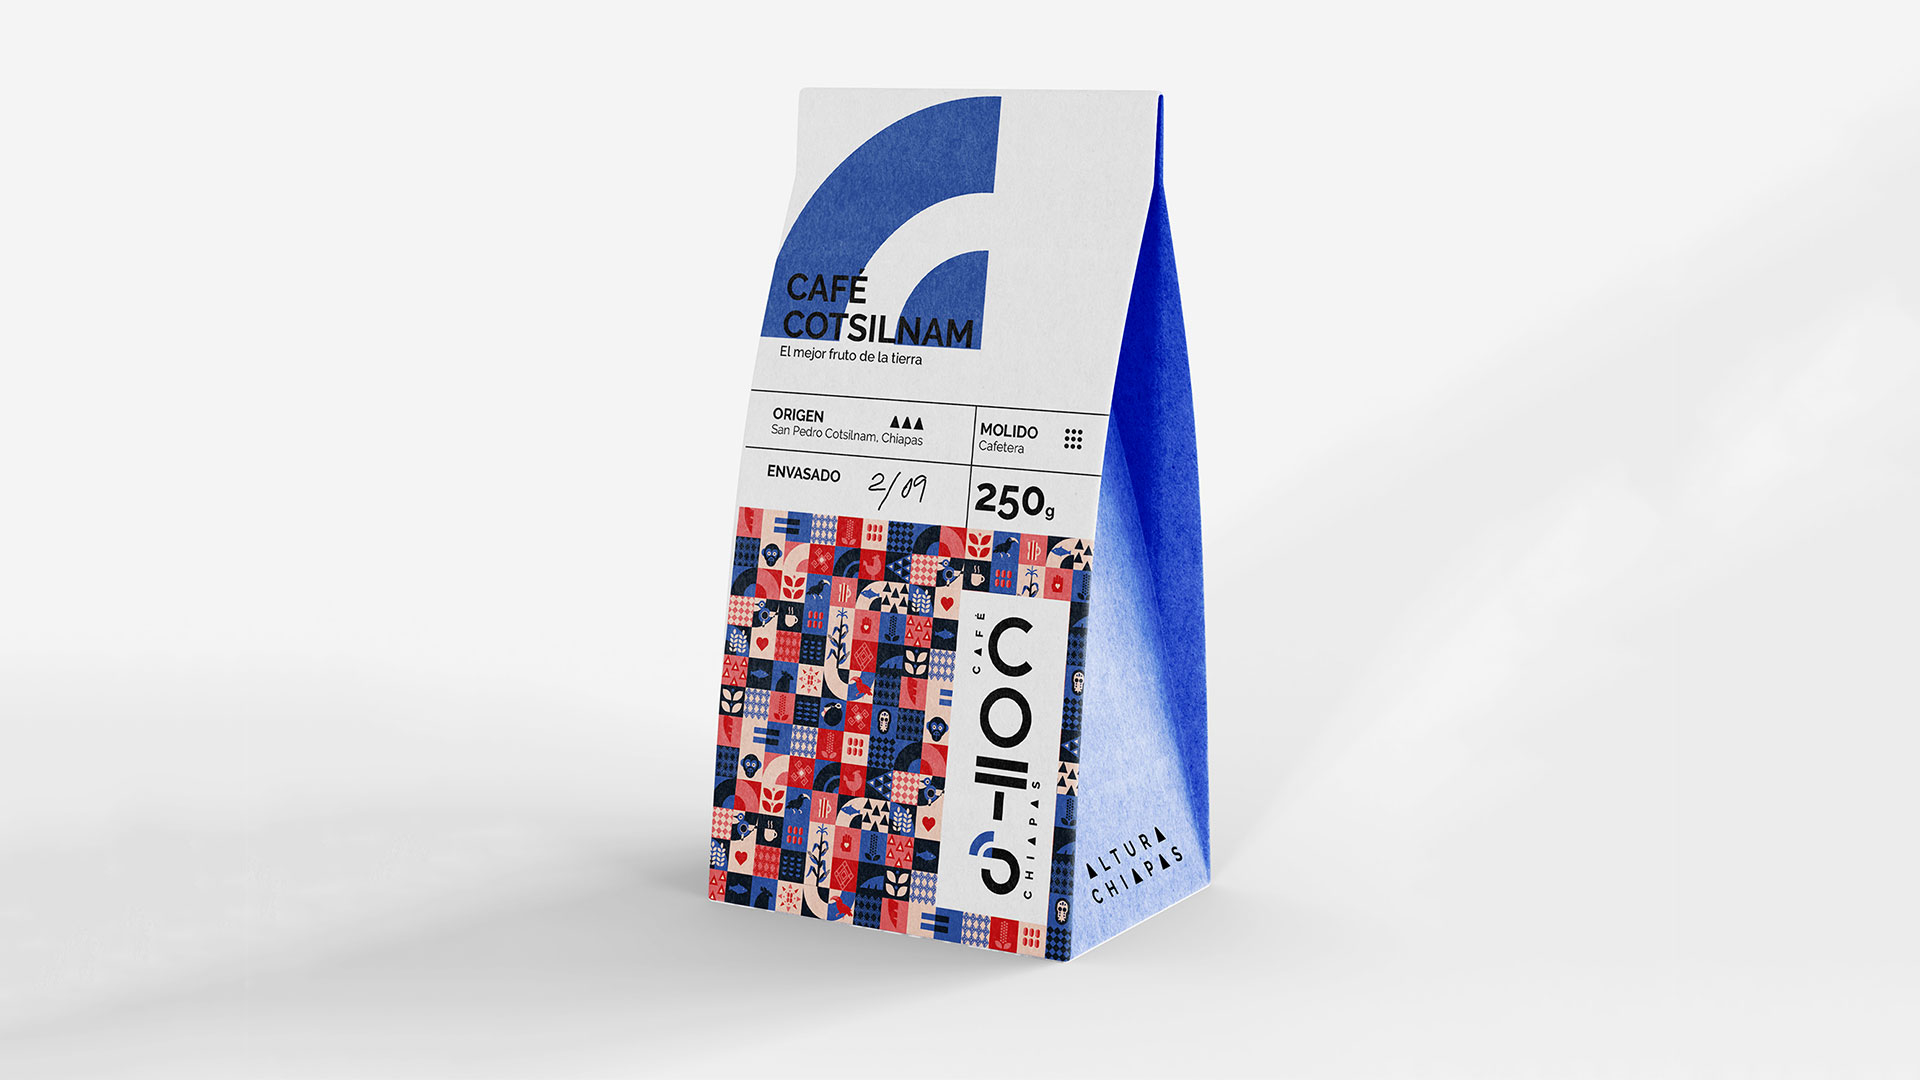 CAFÉ
COTSILNAM
El mejor fruto de la tierra
ORIGEN
San Pedro Cotsilnam, Chiapas
MOLIDO
Cafetera
ENVASADO 2/09
250g
CAFÉ
CHIAPAS
ALTURA
CHIAPAS